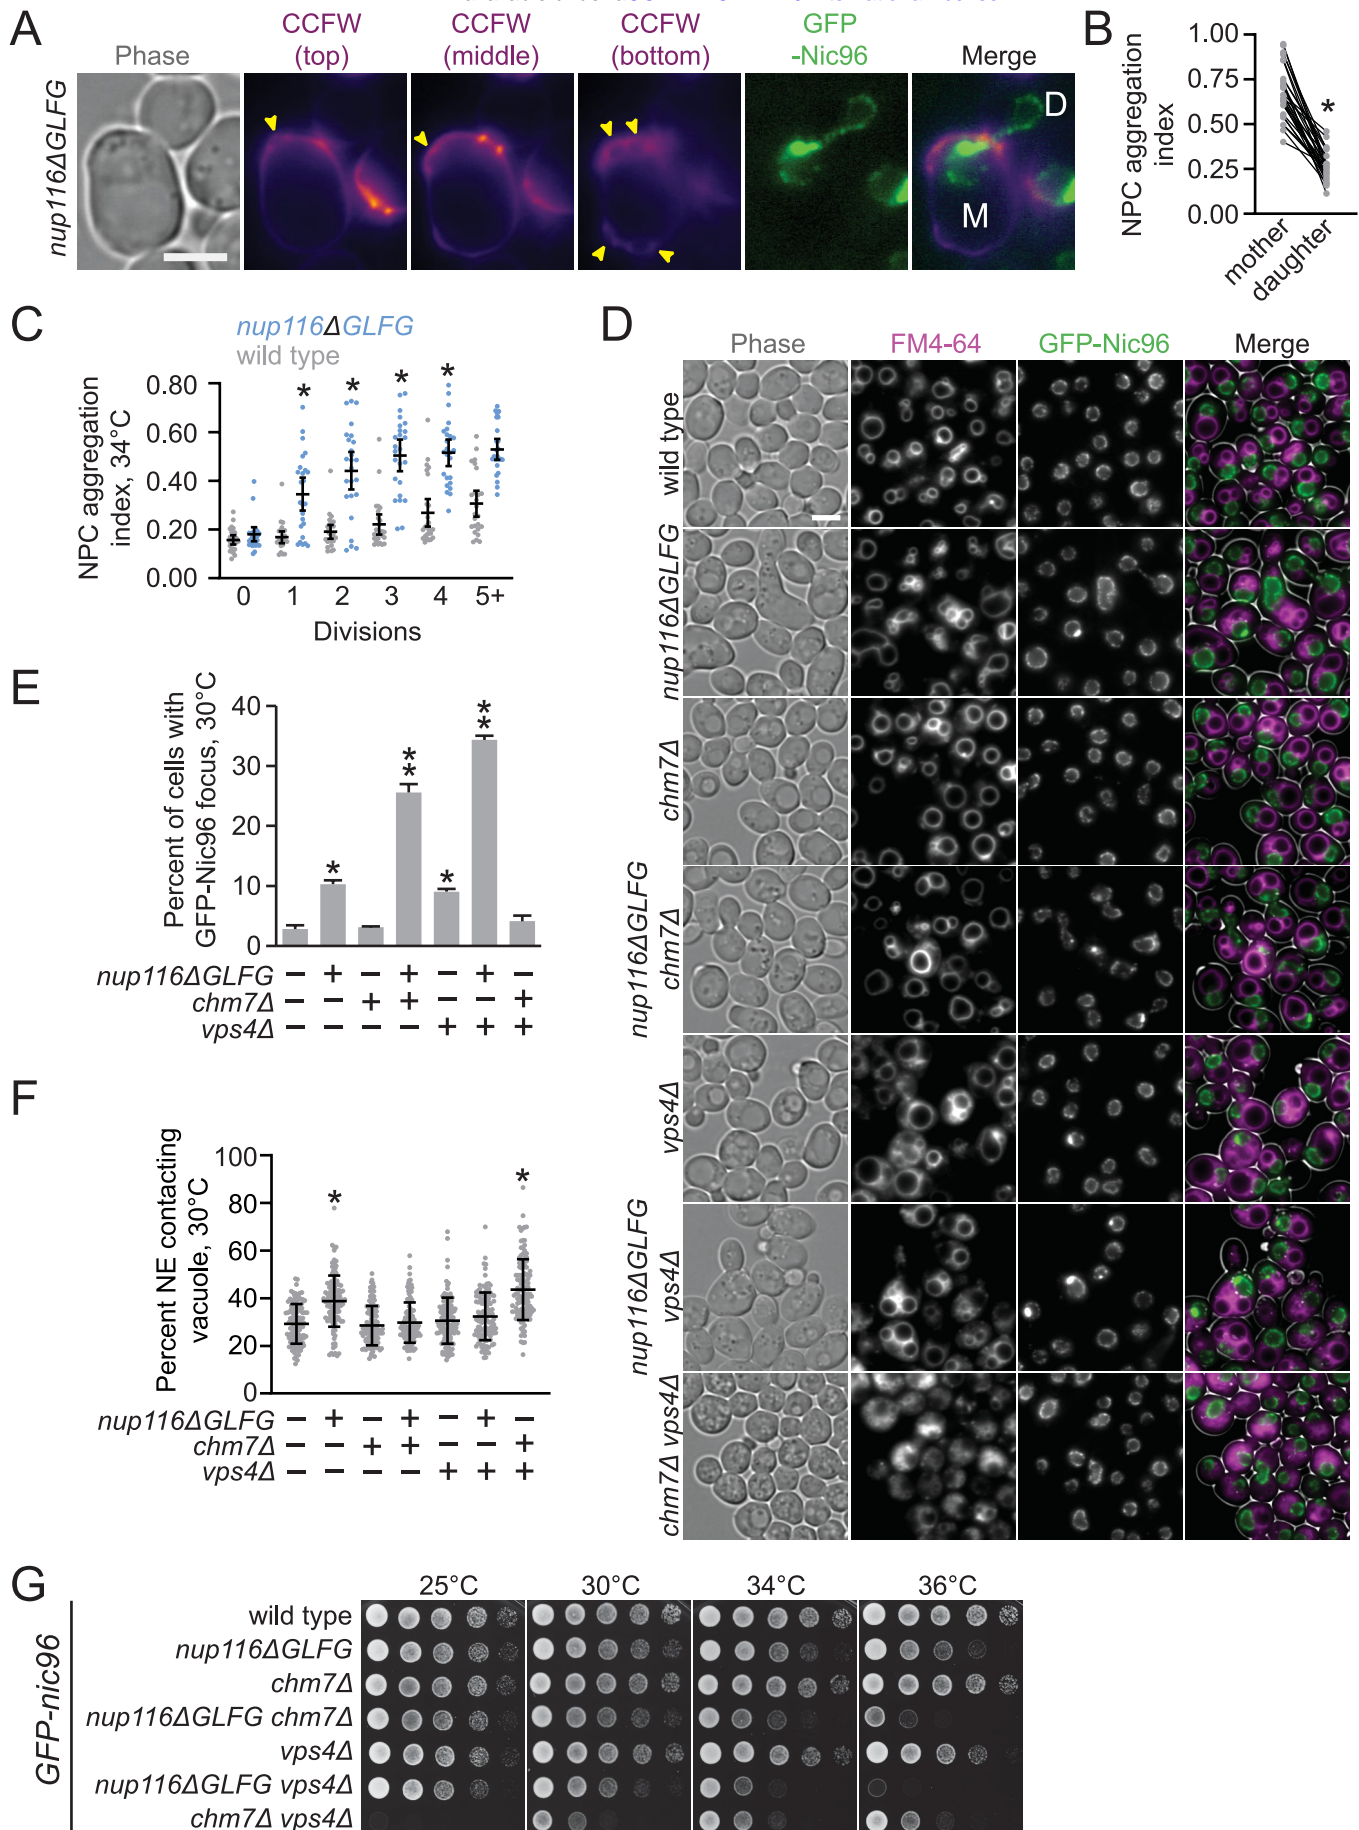 A
Phase
CCFW
(top)
CCFW
(middle)
CCFW
(bottom)
GFP
-Nic96
Merge
nup116ΔGLFG
M
D
B
NPC aggregation
index
1.00
0.75
0.50
0.25
0.00
*
mother
daughter
C
nup116ΔGLFG
wild type
NPC aggregation
index, 34°C
0.80
0.60
0.40
0.20
0.00
* * * *
0 1 2 3 4 5+
Divisions
D
Phase FM4-64 GFP-Nic96 Merge
wild type
nup116ΔGLFG
chm7Δ
nup116ΔGLFG
chm7Δ
vps4Δ
nup116ΔGLFG
vps4Δ
chm7Δ vps4Δ
E
Percent of cells with
GFP-Nic96 focus, 30°C
40
30
20
10
0
* ** * **
nup116ΔGLFG − + − + − + −
chm7Δ − − + + − − +
vps4Δ − − − − + + +
F
Percent NE contacting
vacuole, 30°C
100
80
60
40
20
0
* *
nup116ΔGLFG − + − + − + −
chm7Δ − − + + − − +
vps4Δ − − − − + + +
G
25°C 30°C 34°C 36°C
GFP-nic96
wild type
nup116ΔGLFG
chm7Δ
nup116ΔGLFG chm7Δ
vps4Δ
nup116ΔGLFG vps4Δ
chm7Δ vps4Δ